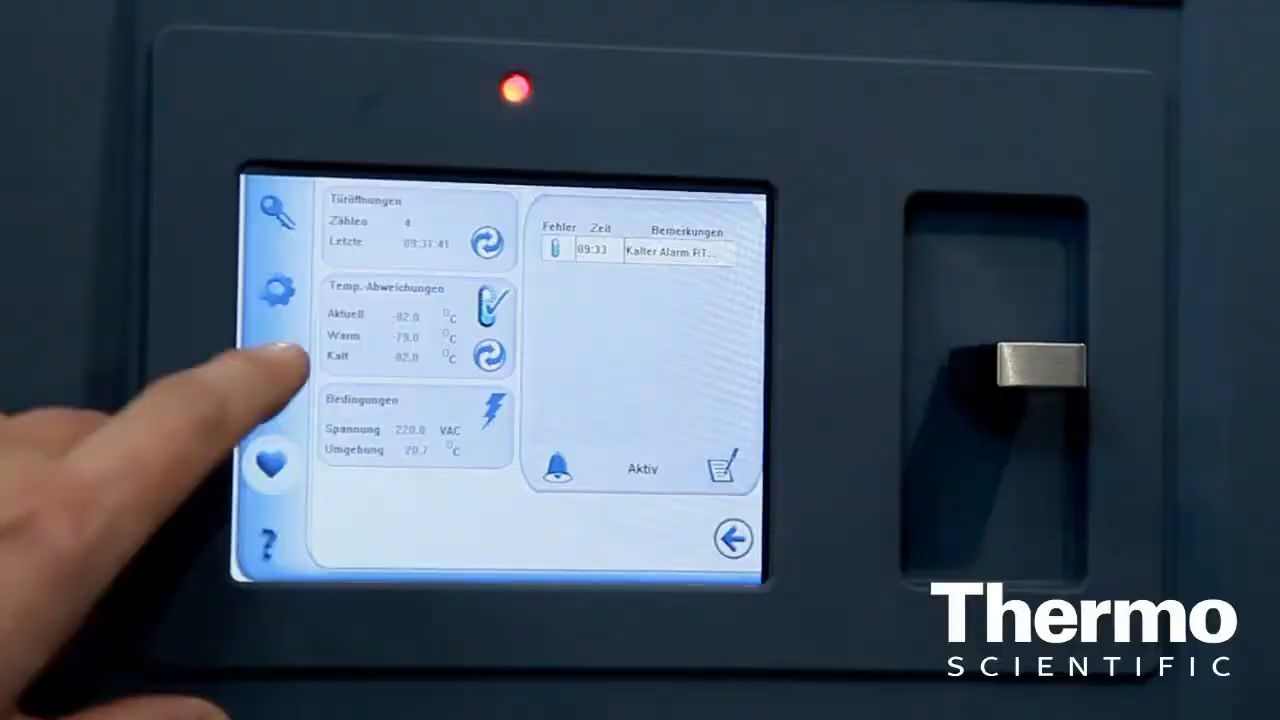 Türöffnungen
Zählen 4
Letzte 09:31:41
Temp.-Abweichungen
Aktuell -82.0 °C
Warm -79.0 °C
Kalt -82.0 °C
Bedingungen
Spannung 220.0 VAC
Umgebung 20.7 °C
Fehler Zeit Bemerkungen
09:33 Kalter Alarm RT...
Aktiv
?
Thermo
SCIENTIFIC